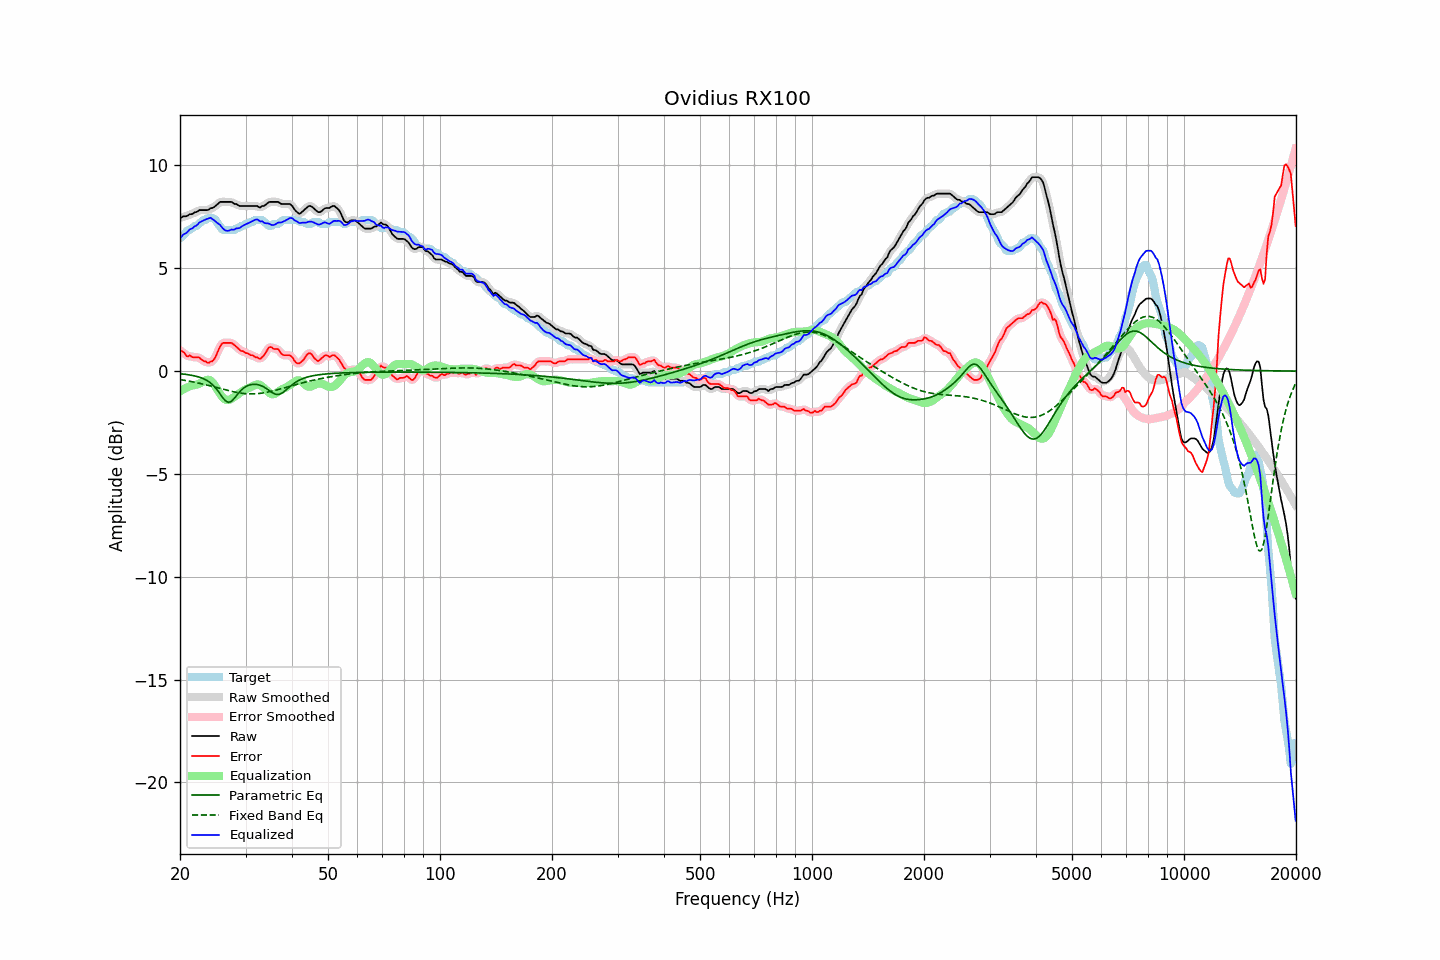 Ovidius RX100
Amplitude (dBr)
10
5
0
−5
−10
−15
−20
Target
Raw Smoothed
Error Smoothed
Raw
Error
Equalization
Parametric Eq
Fixed Band Eq
Equalized
20 50 100 200 500 1000 2000 5000 10000 20000
Frequency (Hz)